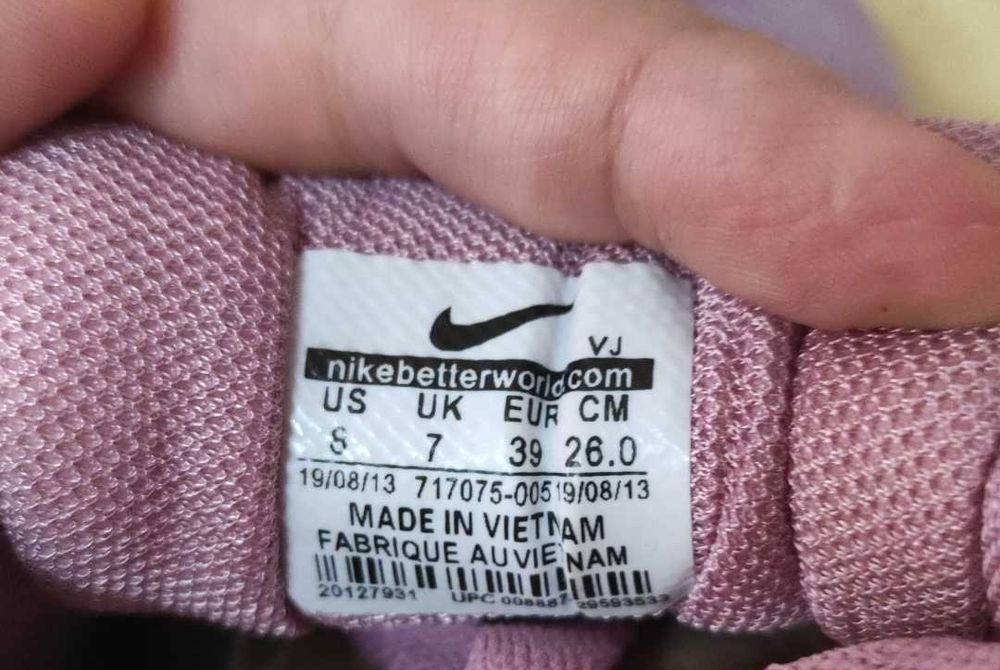 VJ
nikebetterworld.com
US UK EUR CM
8 7 39 26.0
19/08/13 717075-005 19/08/13
MADE IN VIETNAM
FABRIQUE AU VIETNAM
20127931 UPC